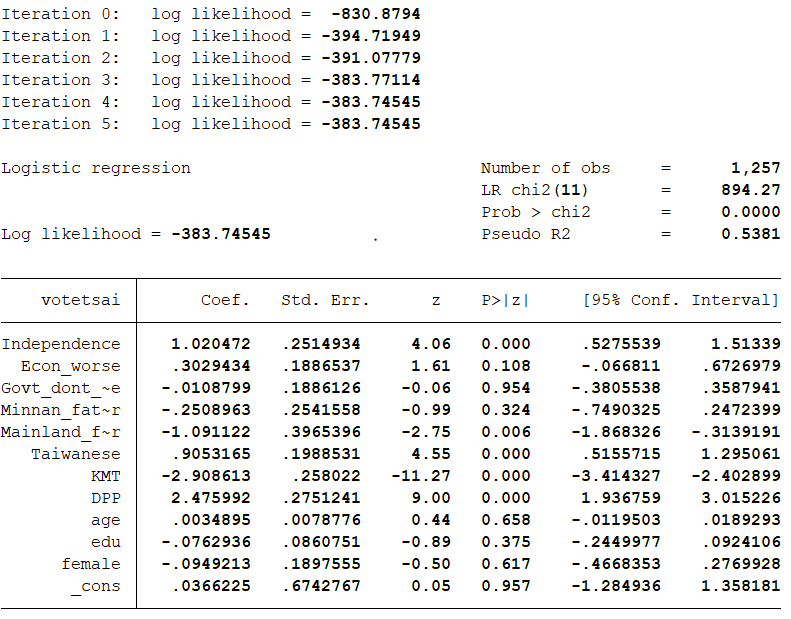 Iteration 0:   log likelihood =  -830.8794
Iteration 1:   log likelihood = -394.71949
Iteration 2:   log likelihood = -391.07779
Iteration 3:   log likelihood = -383.77114
Iteration 4:   log likelihood = -383.74545
Iteration 5:   log likelihood = -383.74545
Logistic regression                             Number of obs     =      1,257
LR chi2(11)       =     894.27
Prob > chi2       =     0.0000
Log likelihood = -383.74545                     Pseudo R2         =     0.5381
votetsai        Coef.   Std. Err.      z    P>|z|     [95% Conf. Interval]
Independence    1.020472   .2514934     4.06   0.000     .5275539     1.51339
Econ_worse    .3029434   .1886537     1.61   0.108     -.066811    .6726979
Govt_dont_~e   -.0108799   .1886126    -0.06   0.954    -.3805538    .3587941
Minnan_fat~r   -.2508963   .2541558    -0.99   0.324    -.7490325    .2472399
Mainland_f~r   -1.091122   .3965396    -2.75   0.006    -1.868326   -.3139191
Taiwanese    .9053165   .1988531     4.55   0.000     .5155715    1.295061
KMT   -2.908613    .258022   -11.27   0.000    -3.414327   -2.402899
DPP    2.475992   .2751241     9.00   0.000     1.936759    3.015226
age    .0034895   .0078776     0.44   0.658    -.0119503    .0189293
edu   -.0762936   .0860751    -0.89   0.375    -.2449977    .0924106
female   -.0949213   .1897555    -0.50   0.617    -.4668353    .2769928
_cons    .0366225   .6742767     0.05   0.957    -1.284936    1.358181